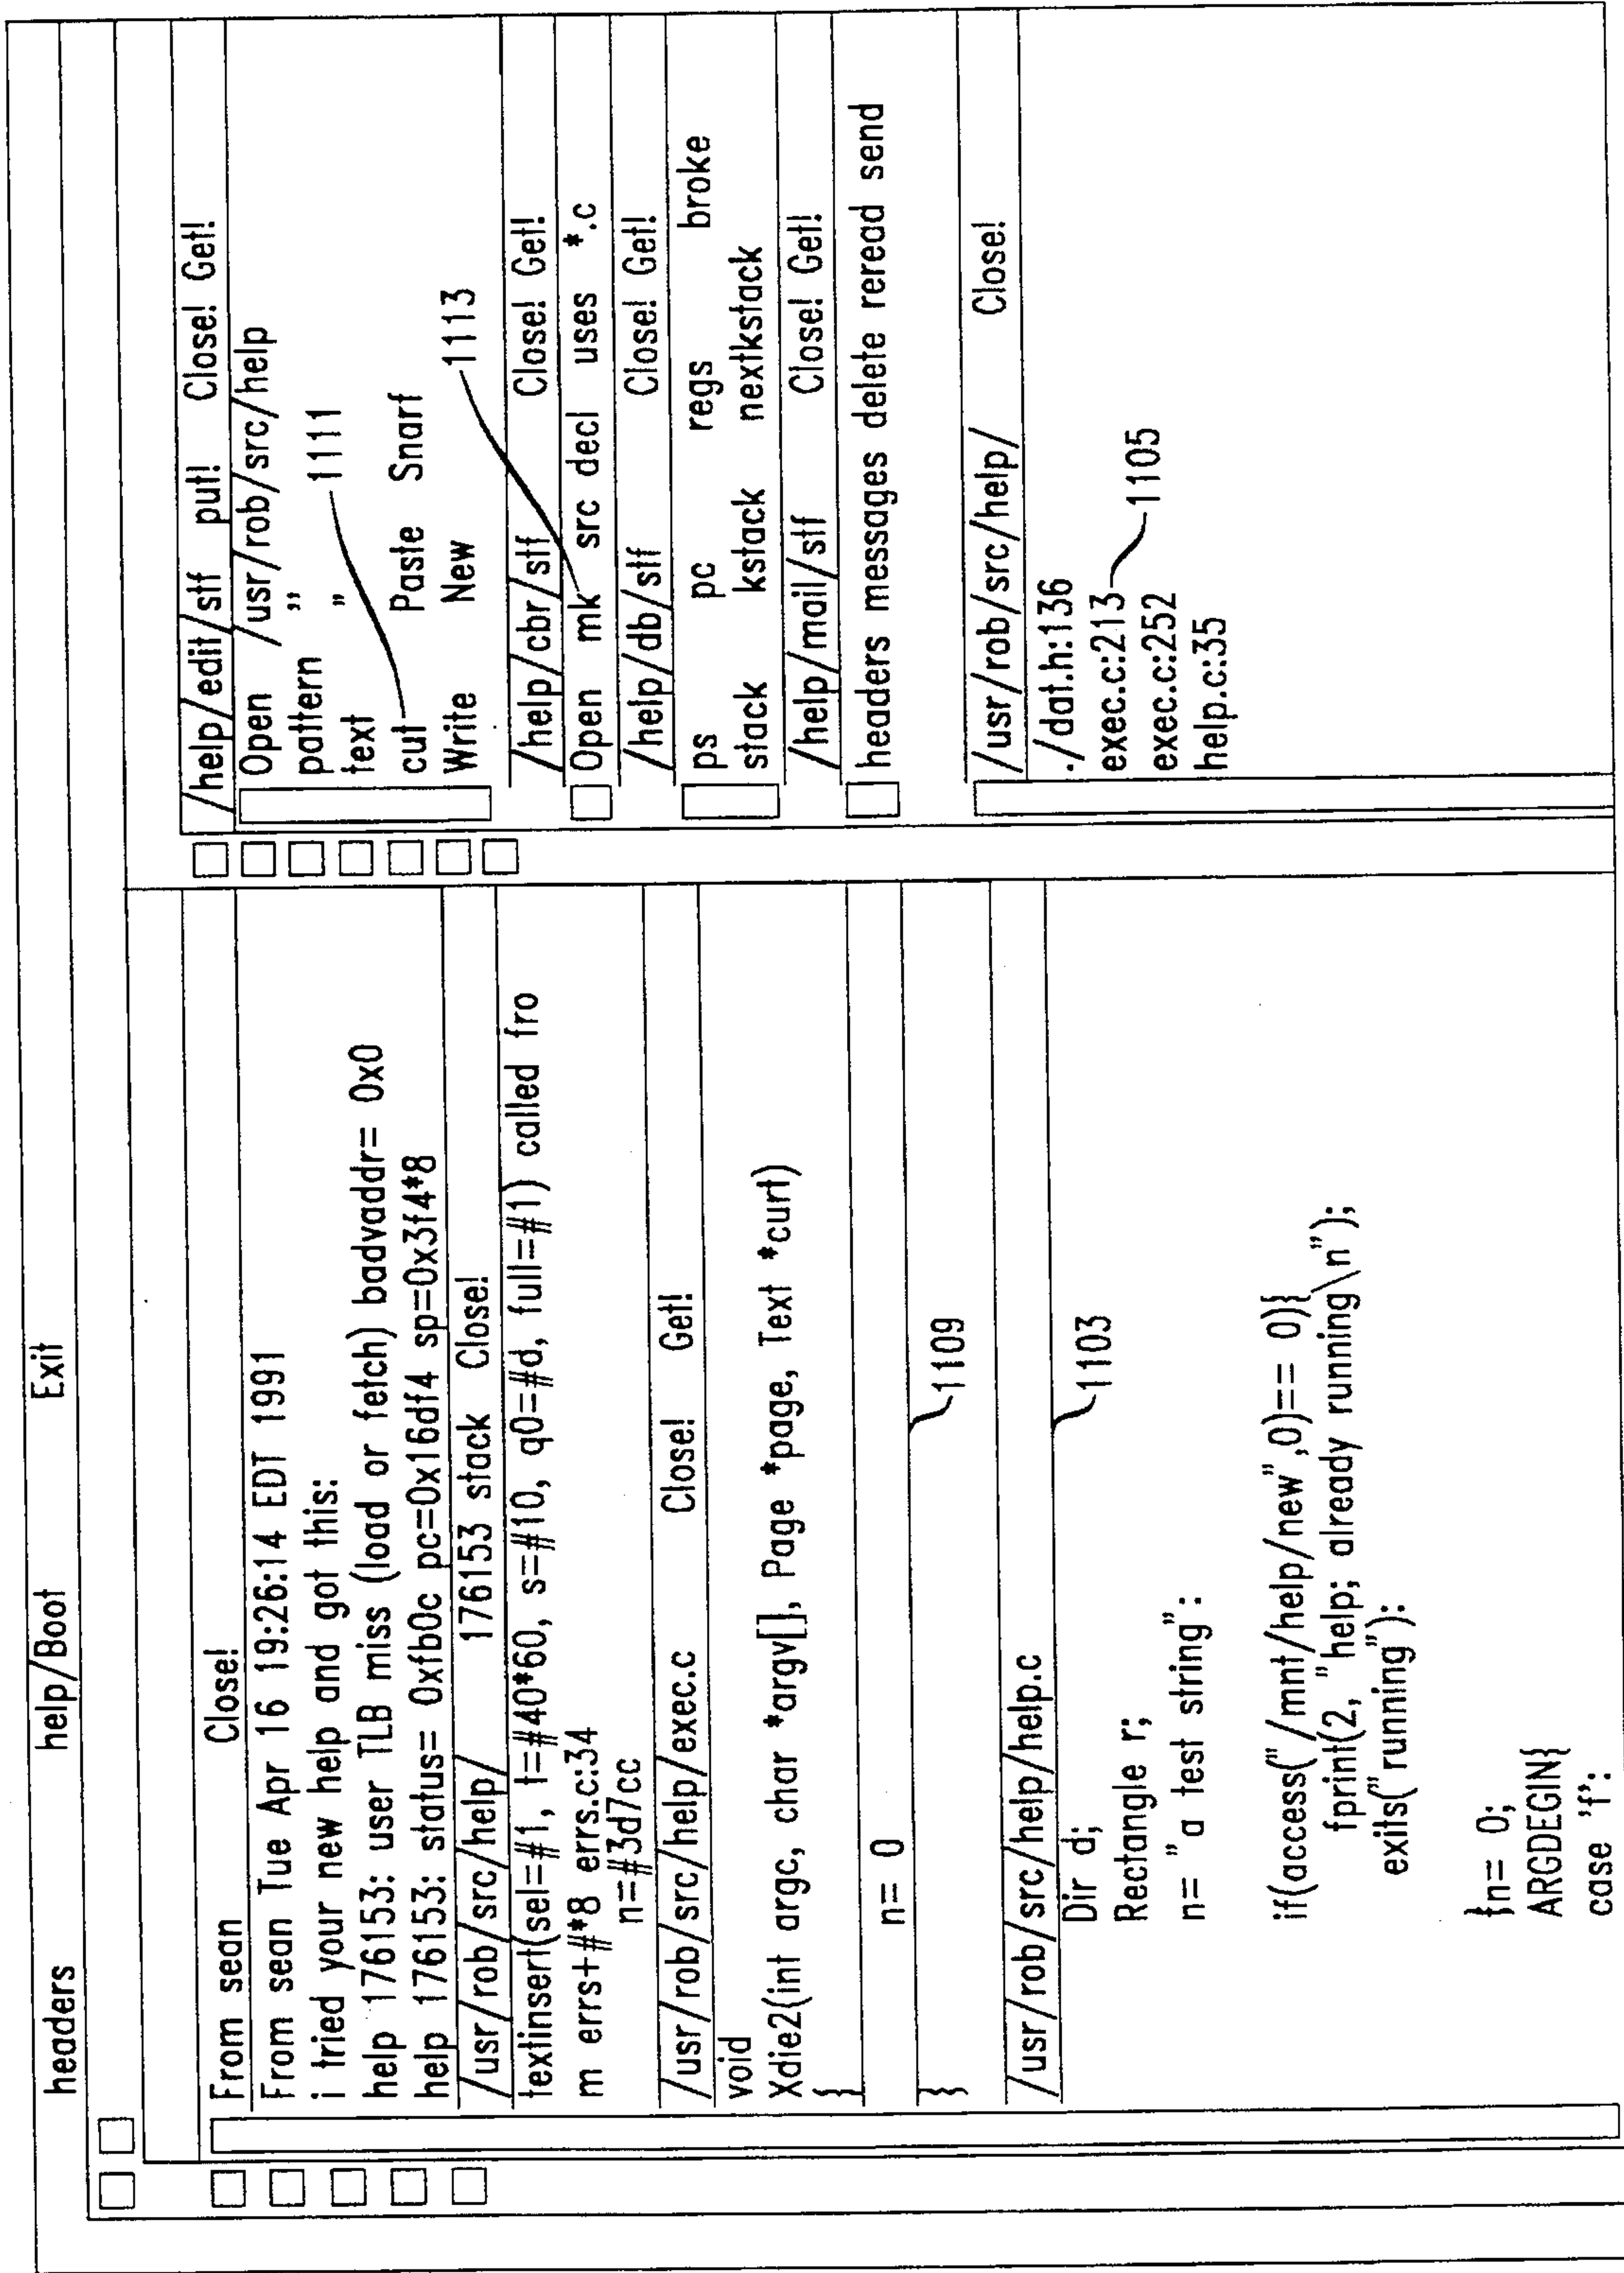 headers help/Boot Exit
From sean Close!
From sean Tue Apr 16 19:26:14 EDT 1991
i tried your new help and got this:
help 176153: user TLB miss (load or fetch) badvaddr= 0x0
help 176153: status= 0xfb0c pc=0x16df4 sp=0x3f4*8
/usr/rob/src/help/ 176153 stack Close!
textinsert(sel=#1, t=#40*60, s=#10, q0=#d, full=#1) called fro
m errs+#*8 errs.c:34
n=#3d7cc
/usr/rob/src/help/exec.c Close! Get!
void
Xdie2(int argc, char *argv[], Page *page, Text *curt)
{
n= 0
}
1109
/usr/rob/src/help/help.c
1103
Dir d;
Rectangle r;
n= "a test string":
if(access("/mnt/help/new",0)== 0){
fprint(2, "help; already running\n");
exits("running"):
}
fn= 0;
ARGDEGIN{
case 'f':
/help/edit/stf put! Close! Get!
Open /usr/rob/src/help
pattern ,,
text " 1111
cut Paste Snarf
Write New 1113
/help/cbr/stf Close! Get!
Open mk src decl uses *.c
/help/db/stf Close! Get!
ps pc regs broke
stack kstack nextkstack
/help/mail/stf Close! Get!
headers messages delete reread send
/usr/rob/src/help/ Close!
./dat.h:136
exec.c:213 1105
exec.c:252
help.c:35